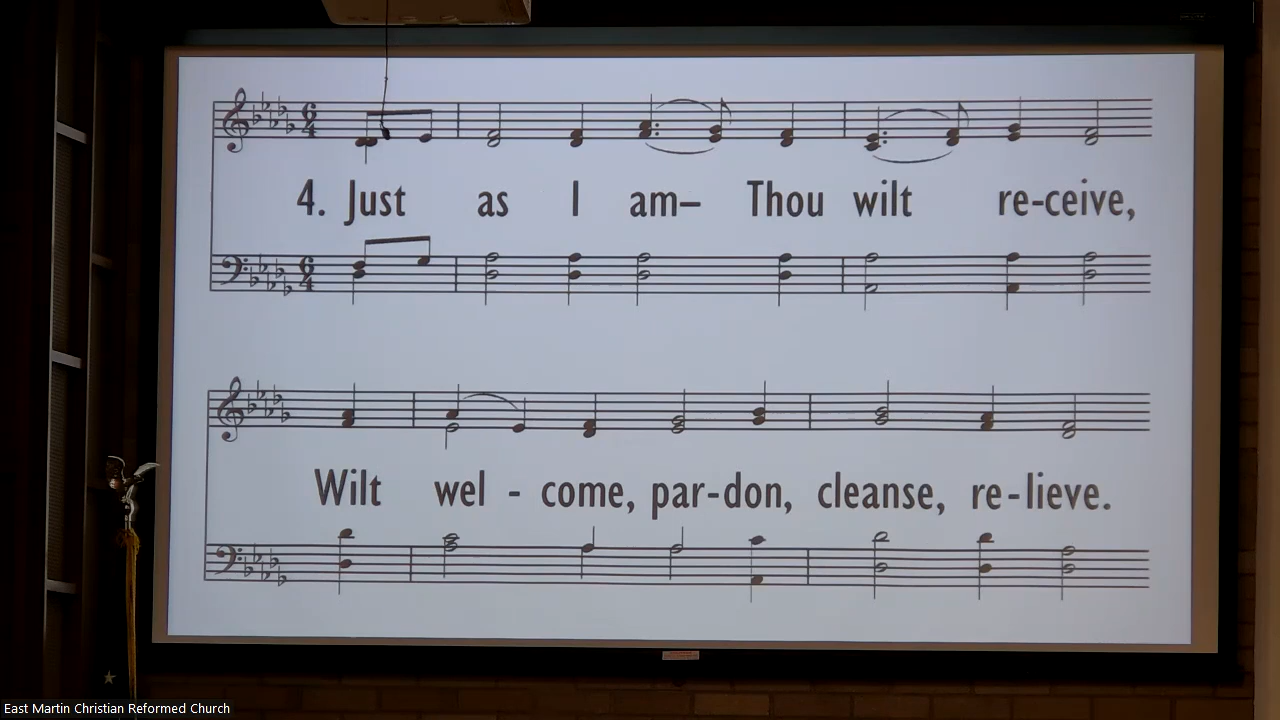 4. Just as I am– Thou wilt re-ceive,
Wilt wel - come, par-don, cleanse, re-lieve.
East Martin Christian Reformed Church